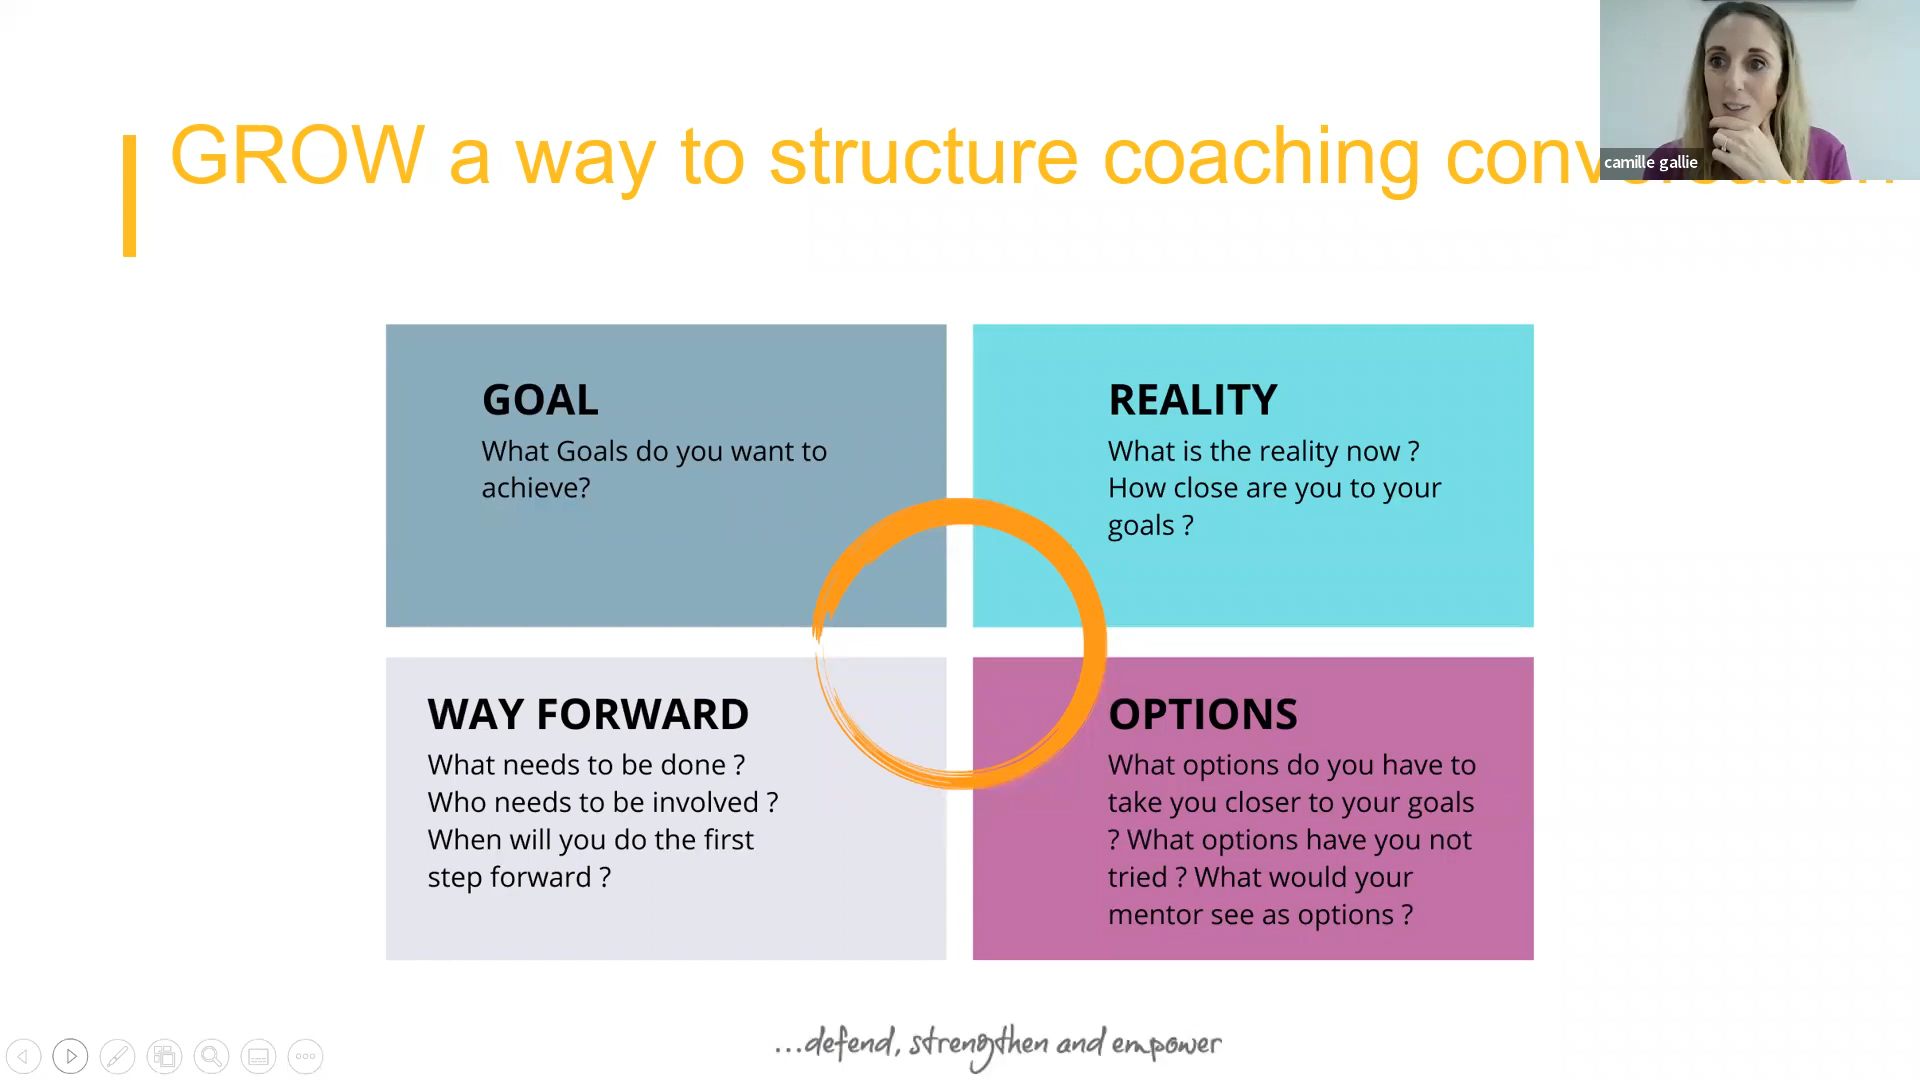 GROW a way to structure coaching conversation
camille gallie
GOAL
What Goals do you want to
achieve?
REALITY
What is the reality now ?
How close are you to your
goals ?
WAY FORWARD
What needs to be done ?
Who needs to be involved ?
When will you do the first
step forward ?
OPTIONS
What options do you have to
take you closer to your goals
? What options have you not
tried ? What would your
mentor see as options ?
...defend, strengthen and empower